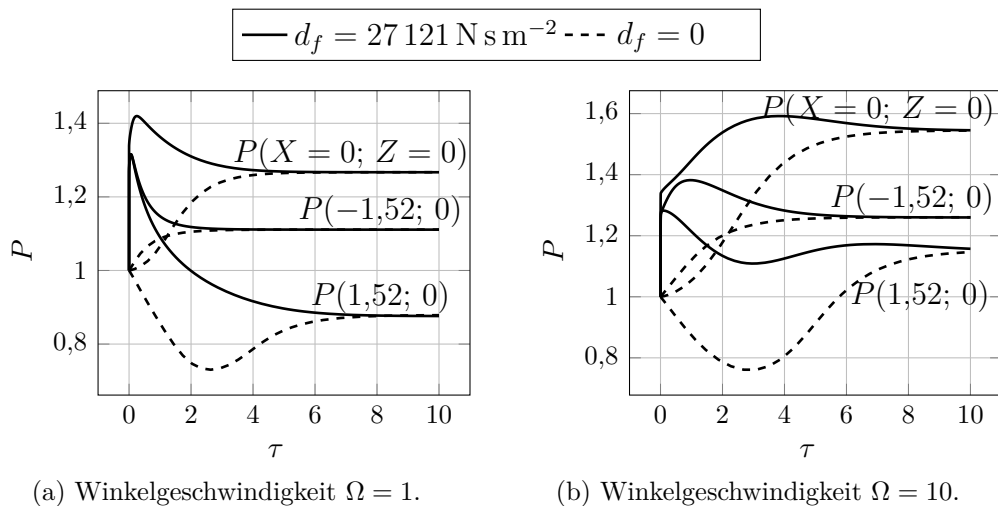 d_f = 27 121 N s m⁻² d_f = 0
1,4
1,2
1
0,8
P
P(X = 0; Z = 0)
P(−1,52; 0)
P(1,52; 0)
0 2 4 6 8 10
τ
(a) Winkelgeschwindigkeit Ω = 1.
1,6
1,4
1,2
1
0,8
P
P(X = 0; Z = 0)
P(−1,52; 0)
P(1,52; 0)
0 2 4 6 8 10
τ
(b) Winkelgeschwindigkeit Ω = 10.